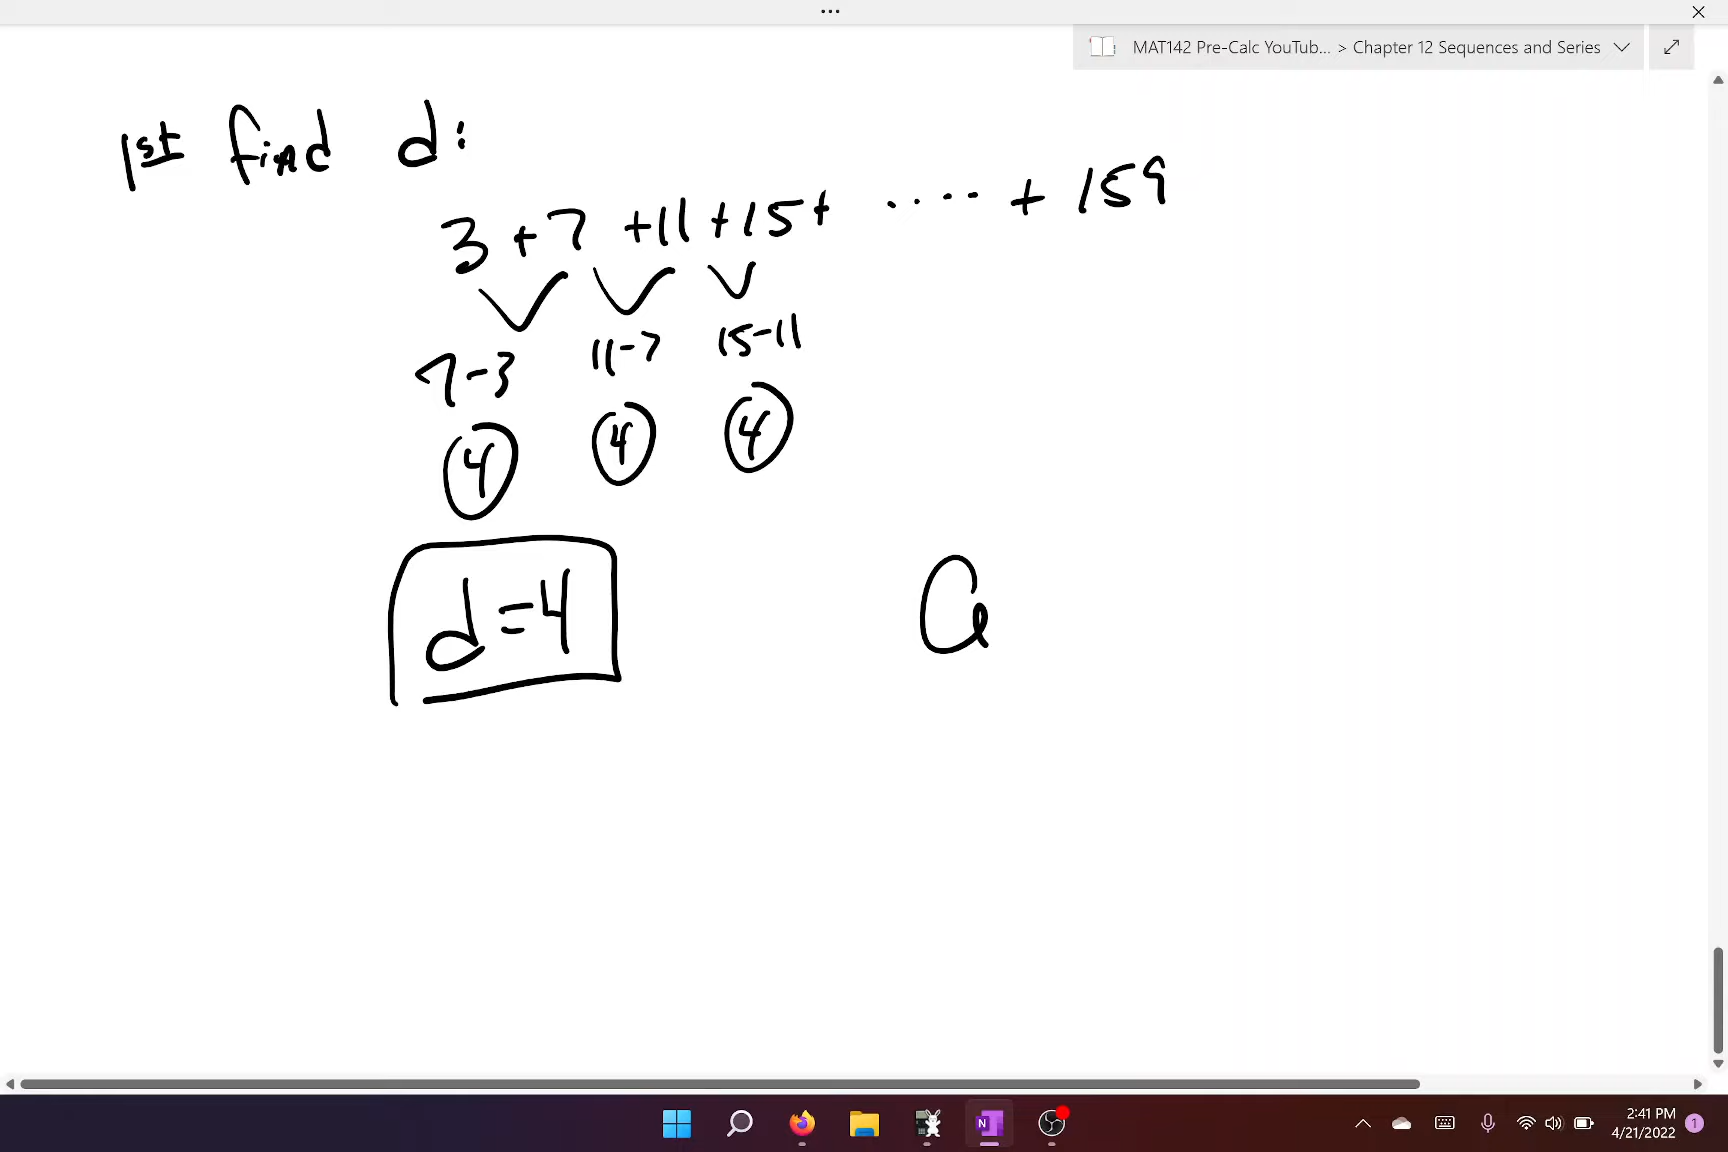 MAT142 Pre-Calc YouTub... > Chapter 12 Sequences and Series
1st find d:
3 + 7 + 11 + 15 + ..... + 159
7-3 11-7 15-11
4 4 4
d = 4
2:41 PM
4/21/2022 1